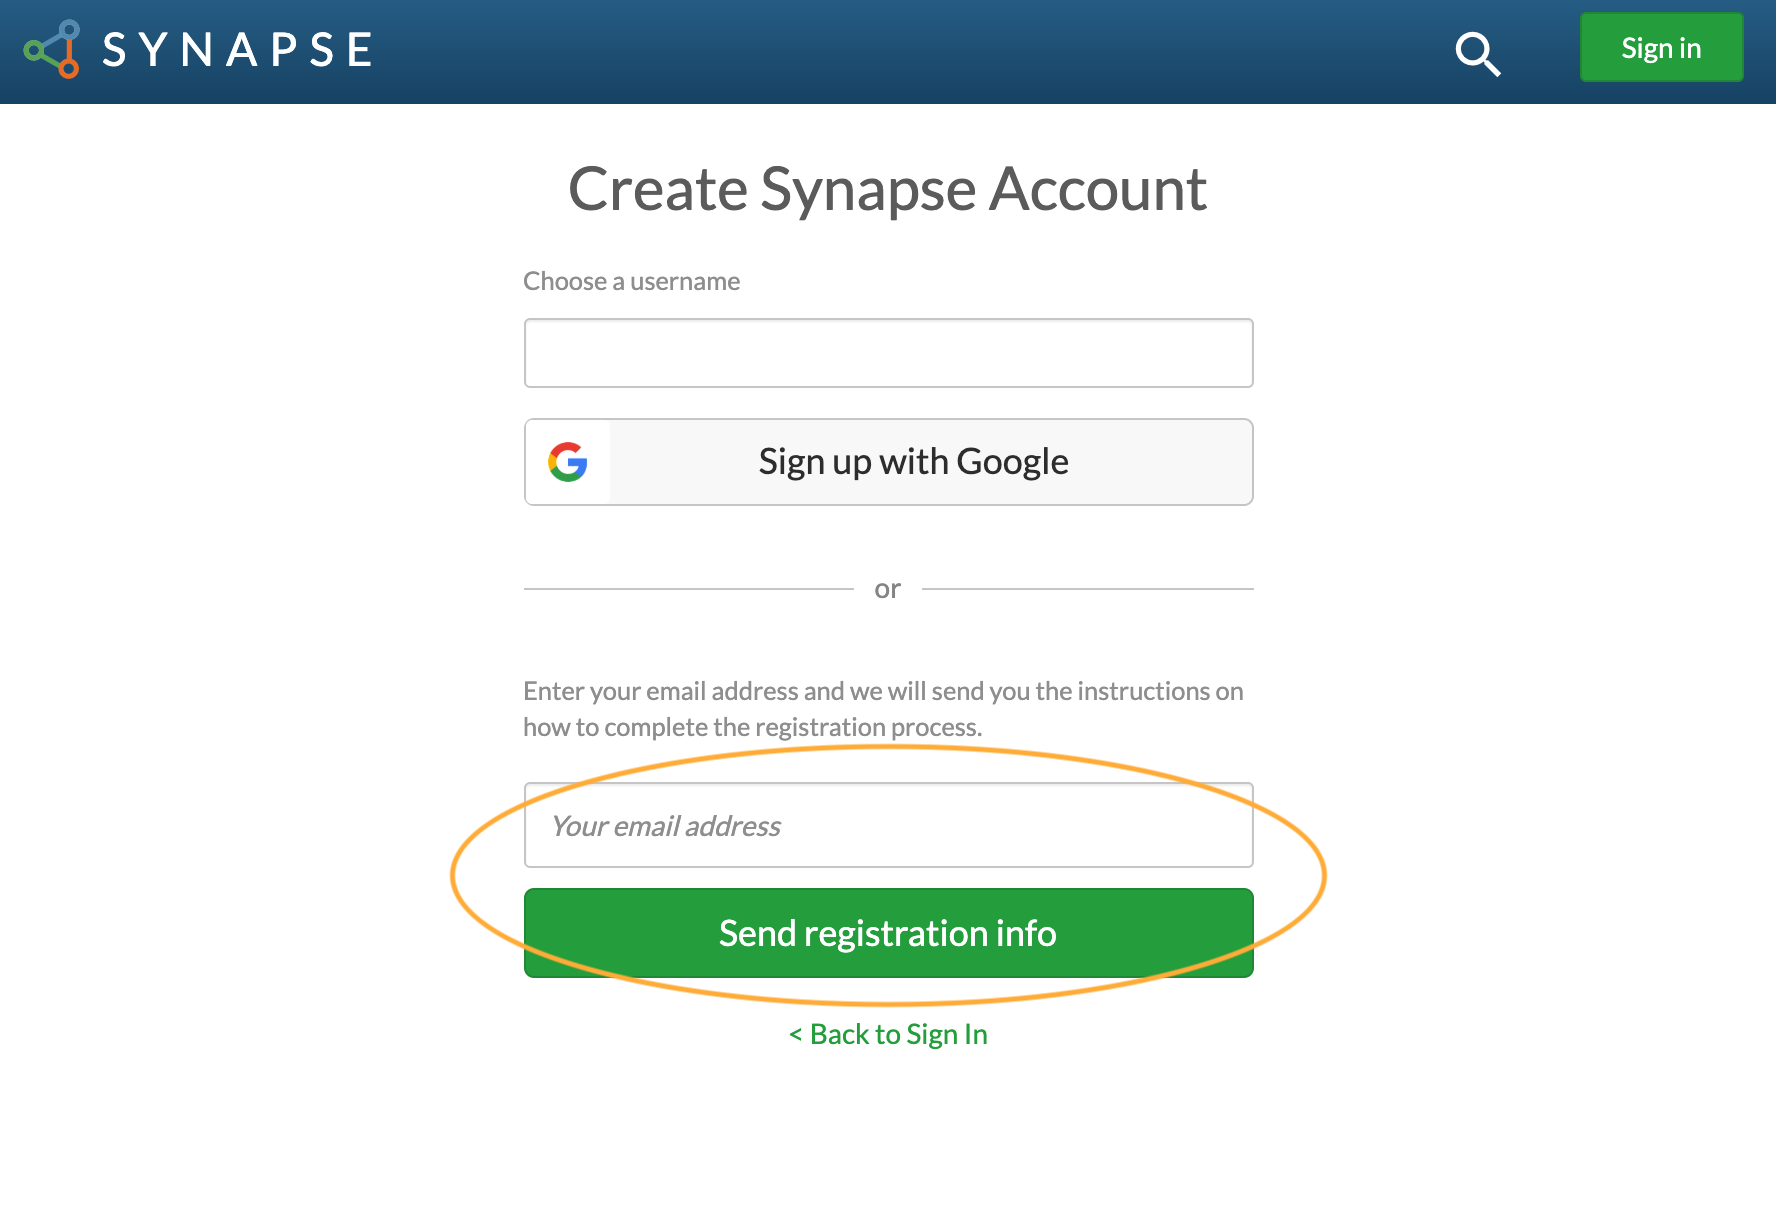 SYNAPSE
Sign in
Create Synapse Account
Choose a username
Sign up with Google
or
Enter your email address and we will send you the instructions on
how to complete the registration process.
Your email address
Send registration info
< Back to Sign In